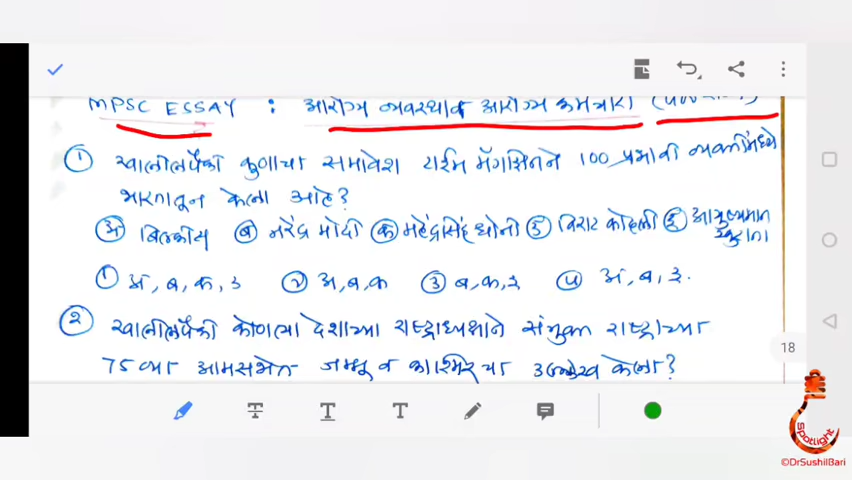 MPSC ESSAY : आरोग्य व्यवस्था व आरोग्य कर्मचारी
① खालीलपैकी कुणाचा समावेश टाईम मॅगझिनने 100 प्रभावी व्यक्तींमध्ये
भारतातून केला आहे?
अ बिल्कीस ब नरेंद्र मोदी क महेंद्रसिंह धोनी ड विराट कोहली इ आयुष्यमान
खुराना
① अ, ब, क, ड ② अ, ब, क ③ ब, क, इ ④ अ, ब, इ.
② खालीलपैकी कोणत्या देशाच्या राष्ट्राध्यक्षाने संयुक्त राष्ट्राच्या
75 व्या आमसभेत जम्मू व काश्मिरचा उल्लेख केला?
18
T T T
Spotlight
©DrSushilBari